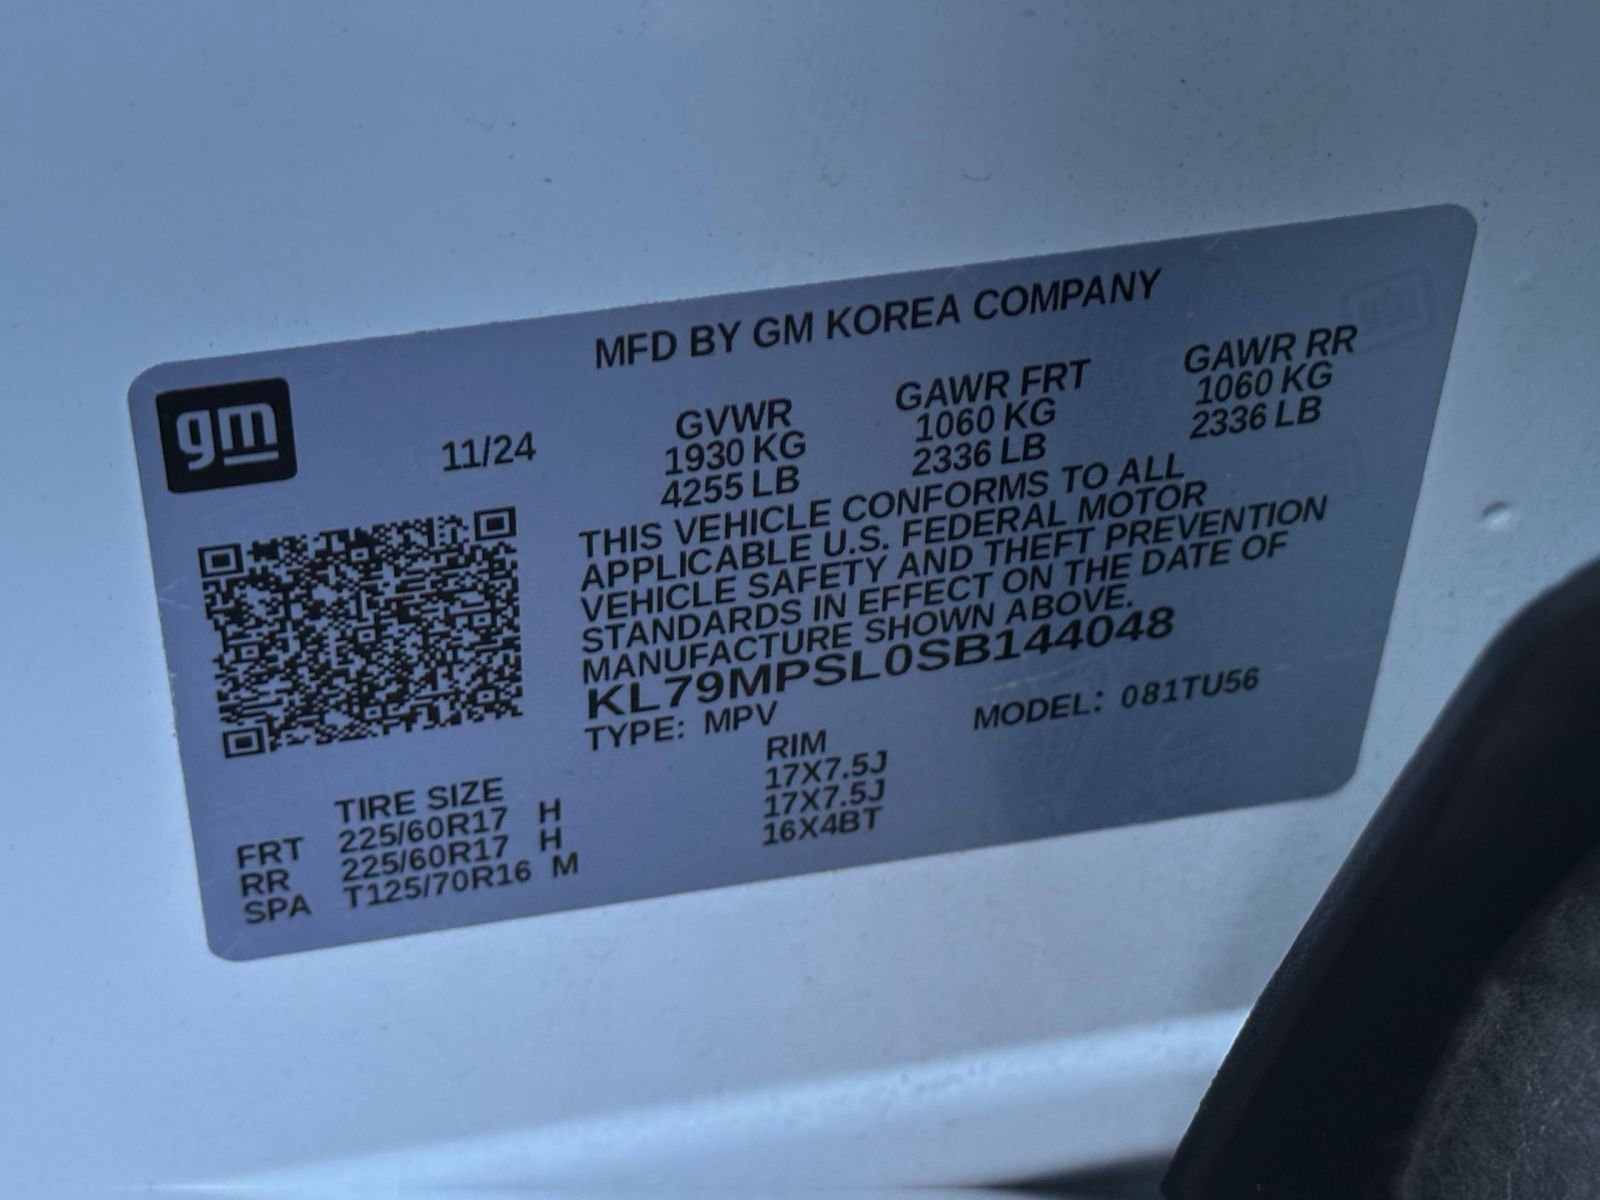 MFD BY GM KOREA COMPANY
gm
11/24
GVWR GAWR FRT GAWR RR
1930 KG 1060 KG 1060 KG
4255 LB 2336 LB 2336 LB
THIS VEHICLE CONFORMS TO ALL
APPLICABLE U.S. FEDERAL MOTOR
VEHICLE SAFETY AND THEFT PREVENTION
STANDARDS IN EFFECT ON THE DATE OF
MANUFACTURE SHOWN ABOVE.
KL79MPSL0SB144048
TYPE: MPV MODEL: 081TU56
TIRE SIZE RIM
FRT 225/60R17 H 17X7.5J
RR 225/60R17 H 17X7.5J
SPA T125/70R16 M 16X4BT